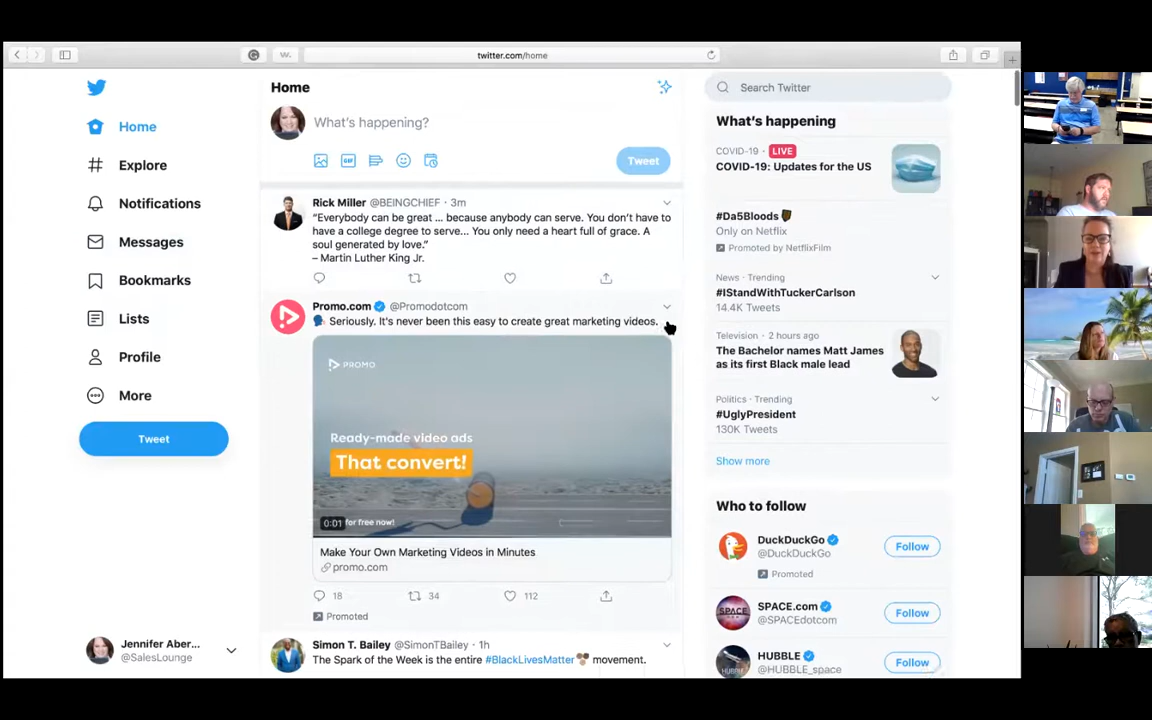 w.
twitter.com/home
Home
Explore
Notifications
Messages
Bookmarks
Lists
Profile
More
Tweet
Jennifer Aber...
@SalesLounge
Home
What's happening?
GIF
Tweet
Rick Miller @BEINGCHIEF · 3m
“Everybody can be great ... because anybody can serve. You don’t have to
have a college degree to serve... You only need a heart full of grace. A
soul generated by love.”
– Martin Luther King Jr.
Promo.com @Promodotcom
Seriously. It's never been this easy to create great marketing videos.
PROMO
Ready-made video ads
That convert!
0:01 for free now!
Make Your Own Marketing Videos in Minutes
promo.com
18 34 112
Promoted
Simon T. Bailey @SimonTBailey · 1h
The Spark of the Week is the entire #BlackLivesMatter movement.
Search Twitter
What’s happening
COVID-19 · LIVE
COVID-19: Updates for the US
#Da5Bloods
Only on Netflix
Promoted by NetflixFilm
News · Trending
#IStandWithTuckerCarlson
14.4K Tweets
Television · 2 hours ago
The Bachelor names Matt James
as its first Black male lead
Politics · Trending
#UglyPresident
130K Tweets
Show more
Who to follow
DuckDuckGo
@DuckDuckGo
Follow
Promoted
SPACE.com
@SPACEdotcom
Follow
SPACE
HUBBLE
@HUBBLE_space
Follow